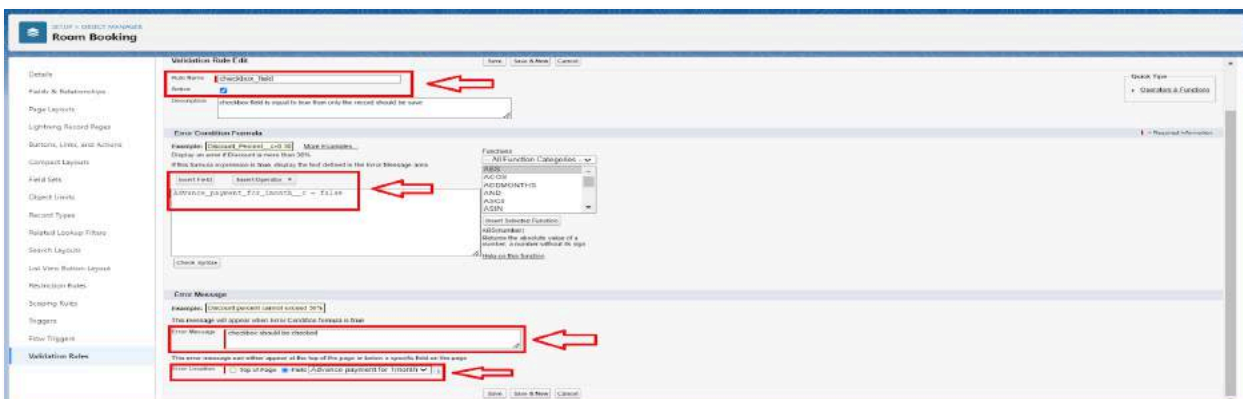 SETUP > OBJECT MANAGER
Room Booking
Details
Fields & Relationships
Page Layouts
Lightning Record Pages
Buttons, Links, and Actions
Compact Layouts
Field Sets
Object Limits
Record Types
Related Lookup Filters
Search Layouts
List View Button Layout
Restriction Rules
Scoping Rules
Triggers
Flow Triggers
Validation Rules
Validation Rule Edit
Save Save & New Cancel
Rule Name checkbox_field
Active
Description checkbox field is equal to true then only the record should be save
Quick Tips
Operators & Functions
Error Condition Formula
= Required Information
Example: Discount_Percent__c>0.30 More Examples...
Display an error if Discount is more than 30%
If this formula expression is true, display the text defined in the Error Message area
Insert Field Insert Operator
Advance_payment_for_1month__c = false
Functions
All Function Categories
ABS
ACOS
ADDMONTHS
AND
ASCII
ASIN
Insert Selected Function
ABS(number)
Returns the absolute value of a
number, a number without its sign
Help on this function
Check Syntax
Error Message
Example: Discount percent cannot exceed 30%
This message will appear when Error Condition formula is true
Error Message checkbox should be checked
This error message can either appear at the top of the page or below a specific field on the page
Error Location Top of Page Field Advance payment for 1month
Save Save & New Cancel